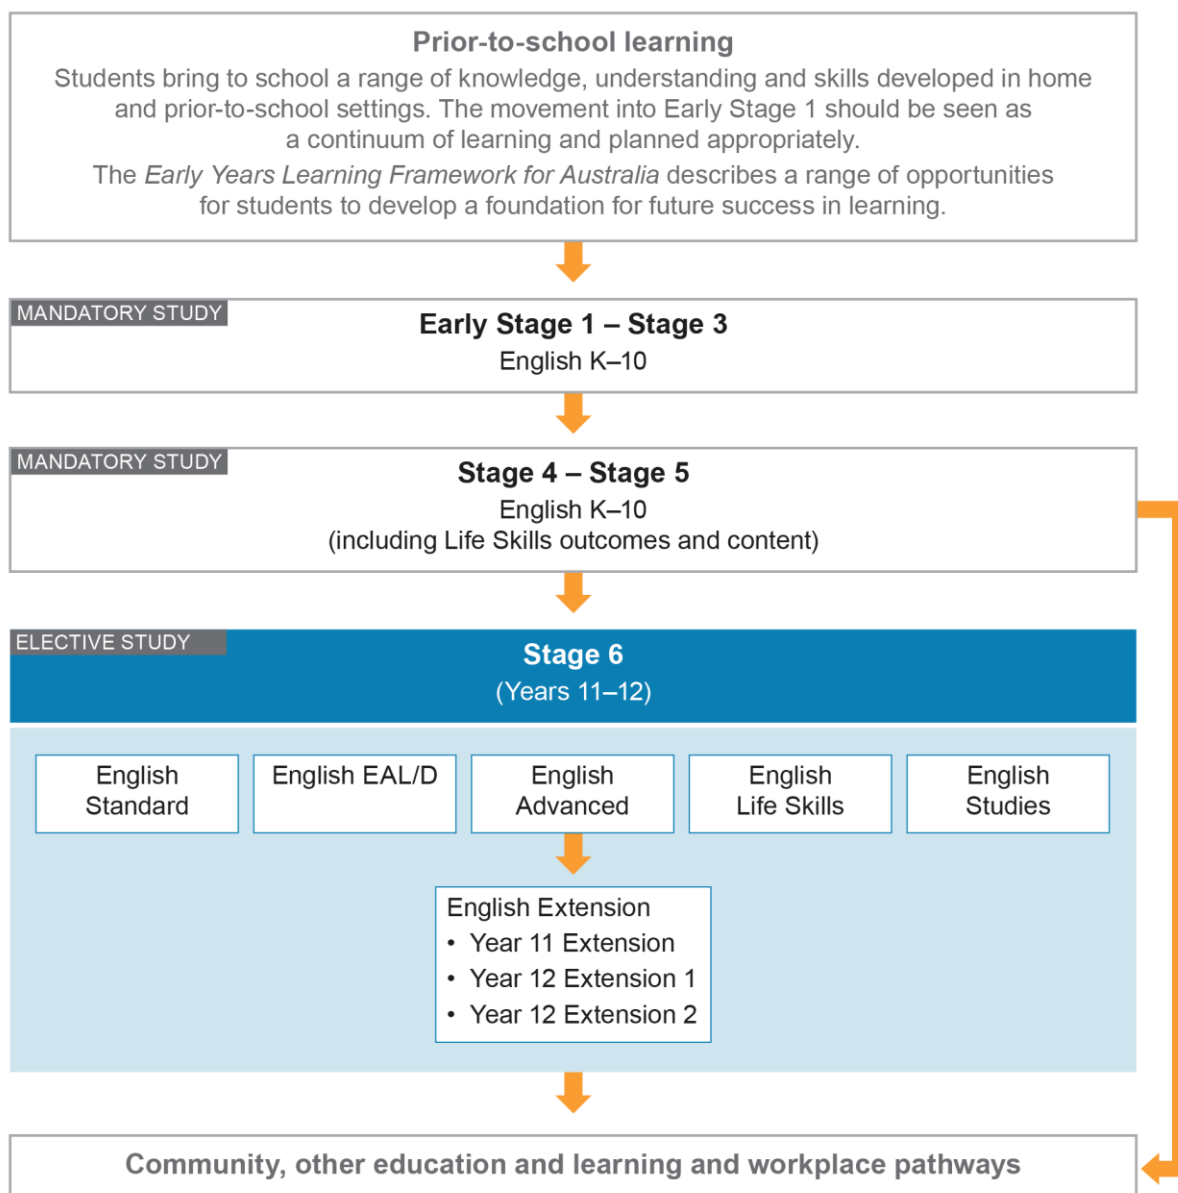 Prior-to-school learning
Students bring to school a range of knowledge, understanding and skills developed in home
and prior-to-school settings. The movement into Early Stage 1 should be seen as
a continuum of learning and planned appropriately.
The Early Years Learning Framework for Australia describes a range of opportunities
for students to develop a foundation for future success in learning.
MANDATORY STUDY
Early Stage 1 – Stage 3
English K–10
MANDATORY STUDY
Stage 4 – Stage 5
English K–10
(including Life Skills outcomes and content)
ELECTIVE STUDY
Stage 6
(Years 11–12)
English
Standard
English EAL/D
English
Advanced
English
Life Skills
English
Studies
English Extension
• Year 11 Extension
• Year 12 Extension 1
• Year 12 Extension 2
Community, other education and learning and workplace pathways